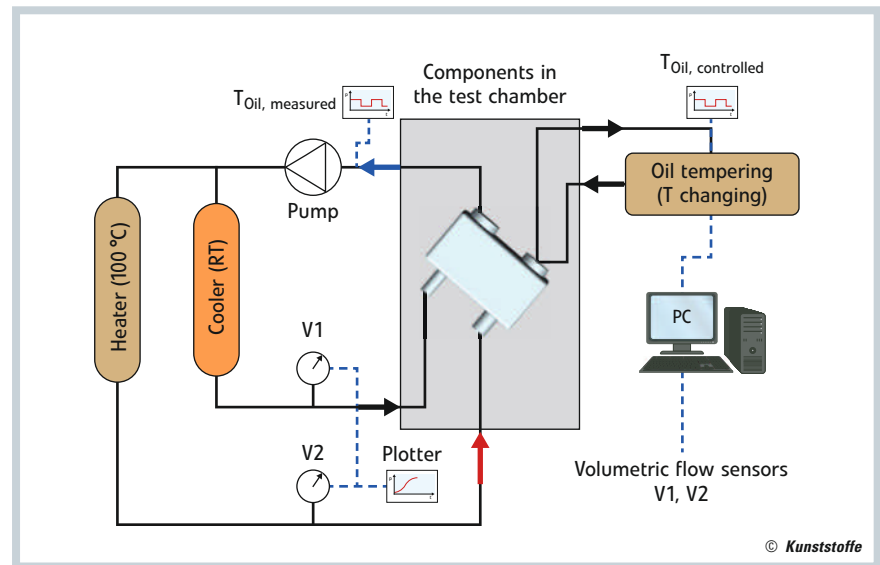 Components in
the test chamber
T Oil, measured
T Oil, controlled
Pump
Oil tempering
(T changing)
Heater (100 °C)
Cooler (RT)
V1
PC
V2
Plotter
Volumetric flow sensors
V1, V2
© Kunststoffe